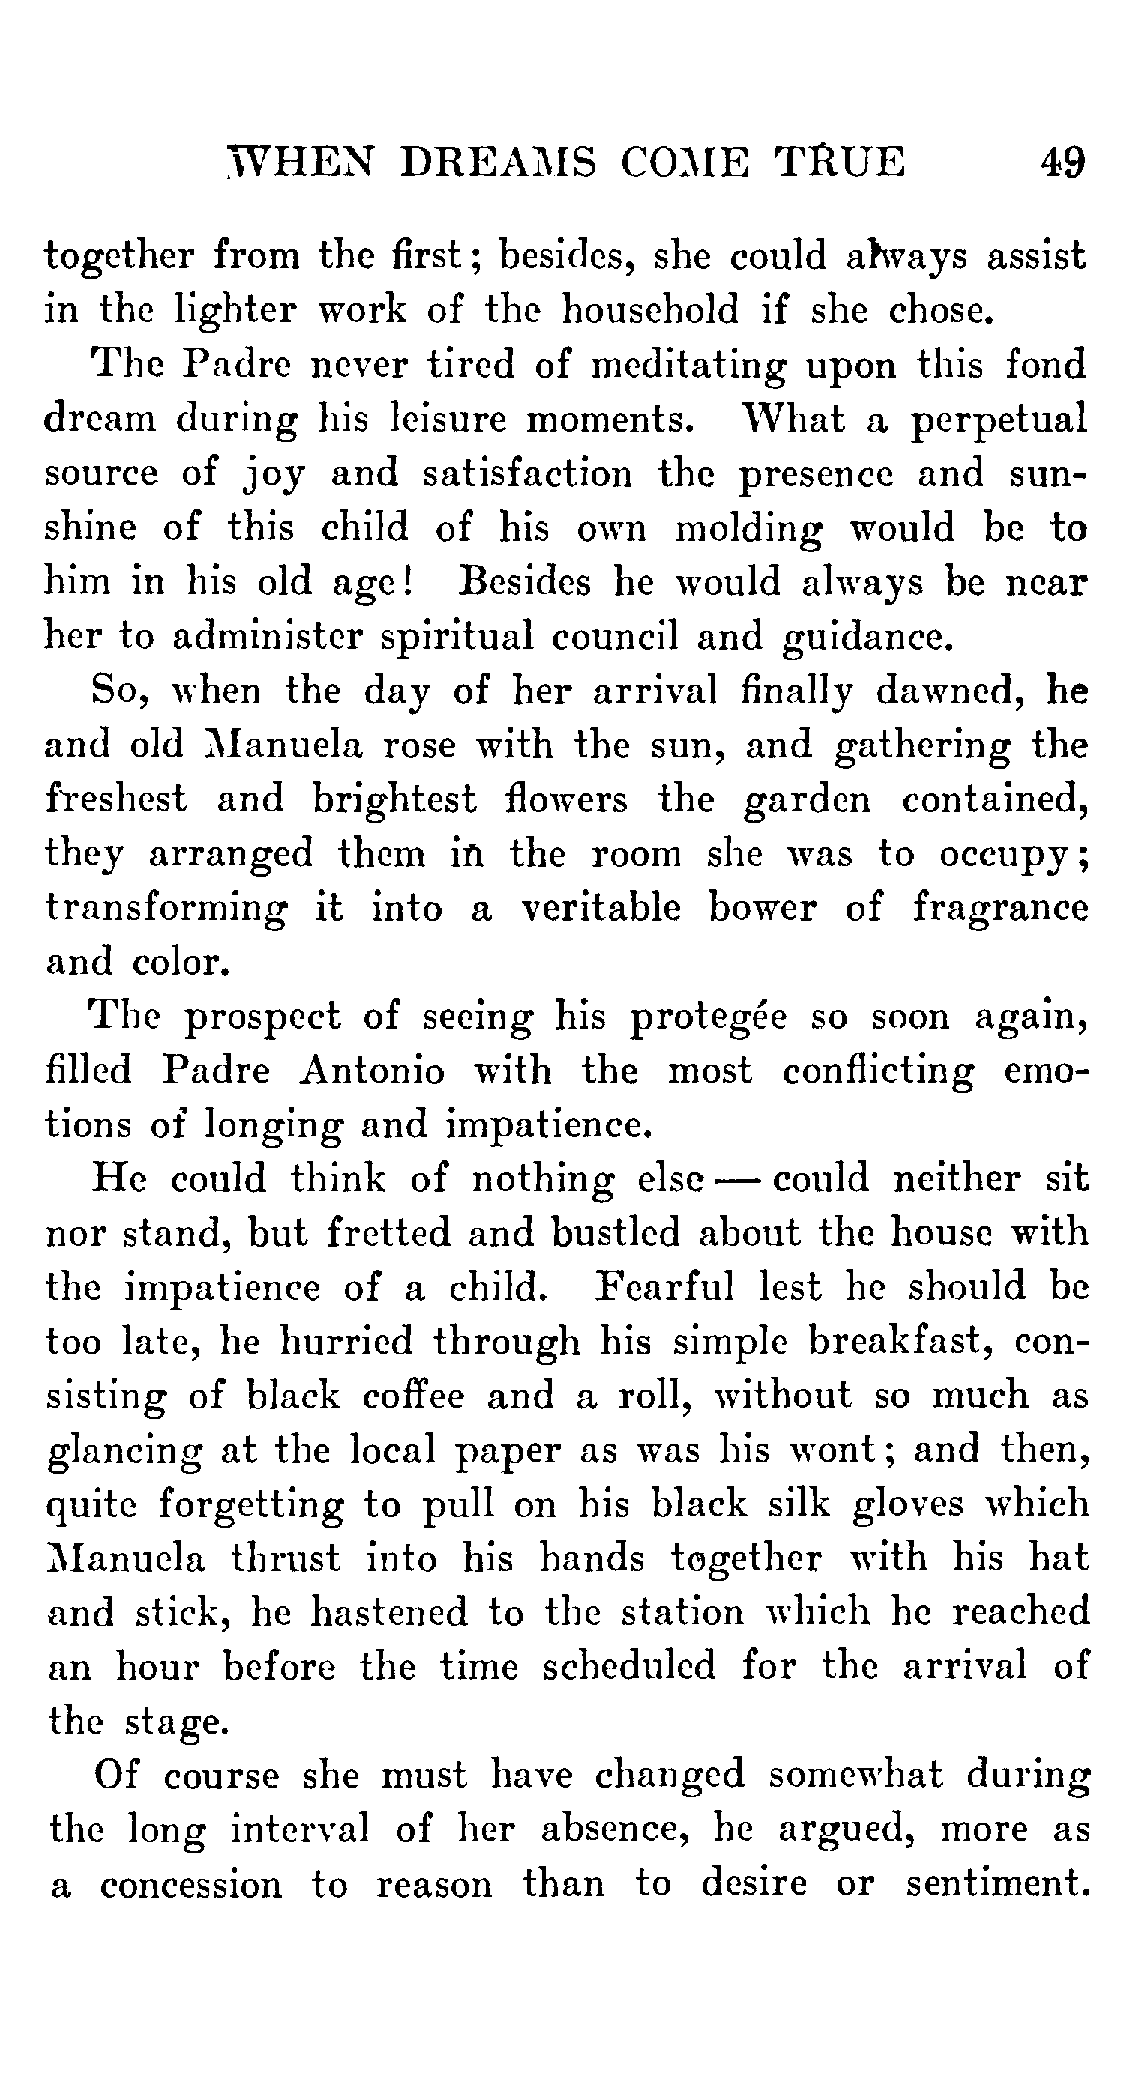 WHEN DREAMS COME TRUE 49
together from the first; besides, she could always assist
in the lighter work of the household if she chose.
The Padre never tired of meditating upon this fond
dream during his leisure moments. What a perpetual
source of joy and satisfaction the presence and sun-
shine of this child of his own molding would be to
him in his old age! Besides he would always be near
her to administer spiritual council and guidance.
So, when the day of her arrival finally dawned, he
and old Manuela rose with the sun, and gathering the
freshest and brightest flowers the garden contained,
they arranged them in the room she was to occupy;
transforming it into a veritable bower of fragrance
and color.
The prospect of seeing his protegée so soon again,
filled Padre Antonio with the most conflicting emo-
tions of longing and impatience.
He could think of nothing else — could neither sit
nor stand, but fretted and bustled about the house with
the impatience of a child. Fearful lest he should be
too late, he hurried through his simple breakfast, con-
sisting of black coffee and a roll, without so much as
glancing at the local paper as was his wont; and then,
quite forgetting to pull on his black silk gloves which
Manuela thrust into his hands together with his hat
and stick, he hastened to the station which he reached
an hour before the time scheduled for the arrival of
the stage.
Of course she must have changed somewhat during
the long interval of her absence, he argued, more as
a concession to reason than to desire or sentiment.